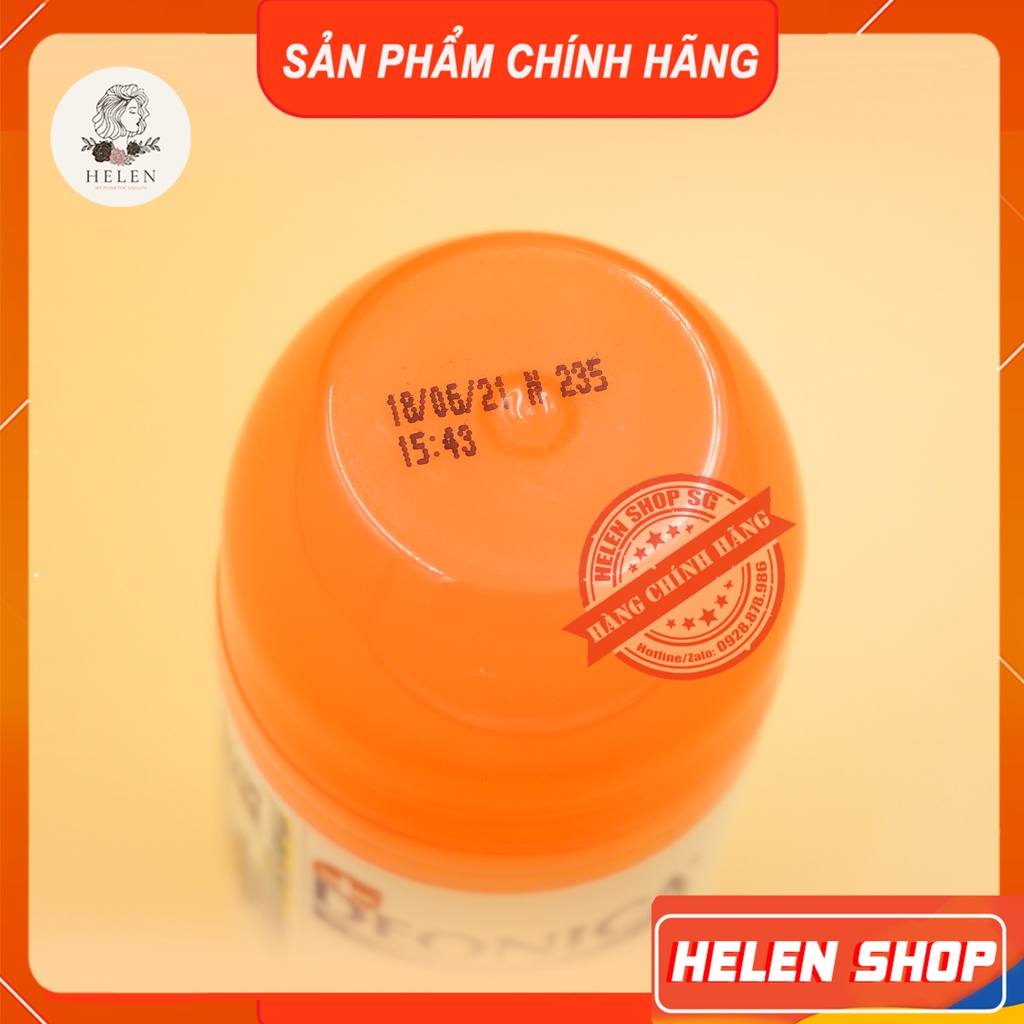 SẢN PHẨM CHÍNH HÃNG
HELEN
18/06/21 N 235
15:43
HELEN SHOP SG
HÀNG CHÍNH HÃNG
Hotline/Zalo: 0928.878.986
DEONICA
HELEN SHOP